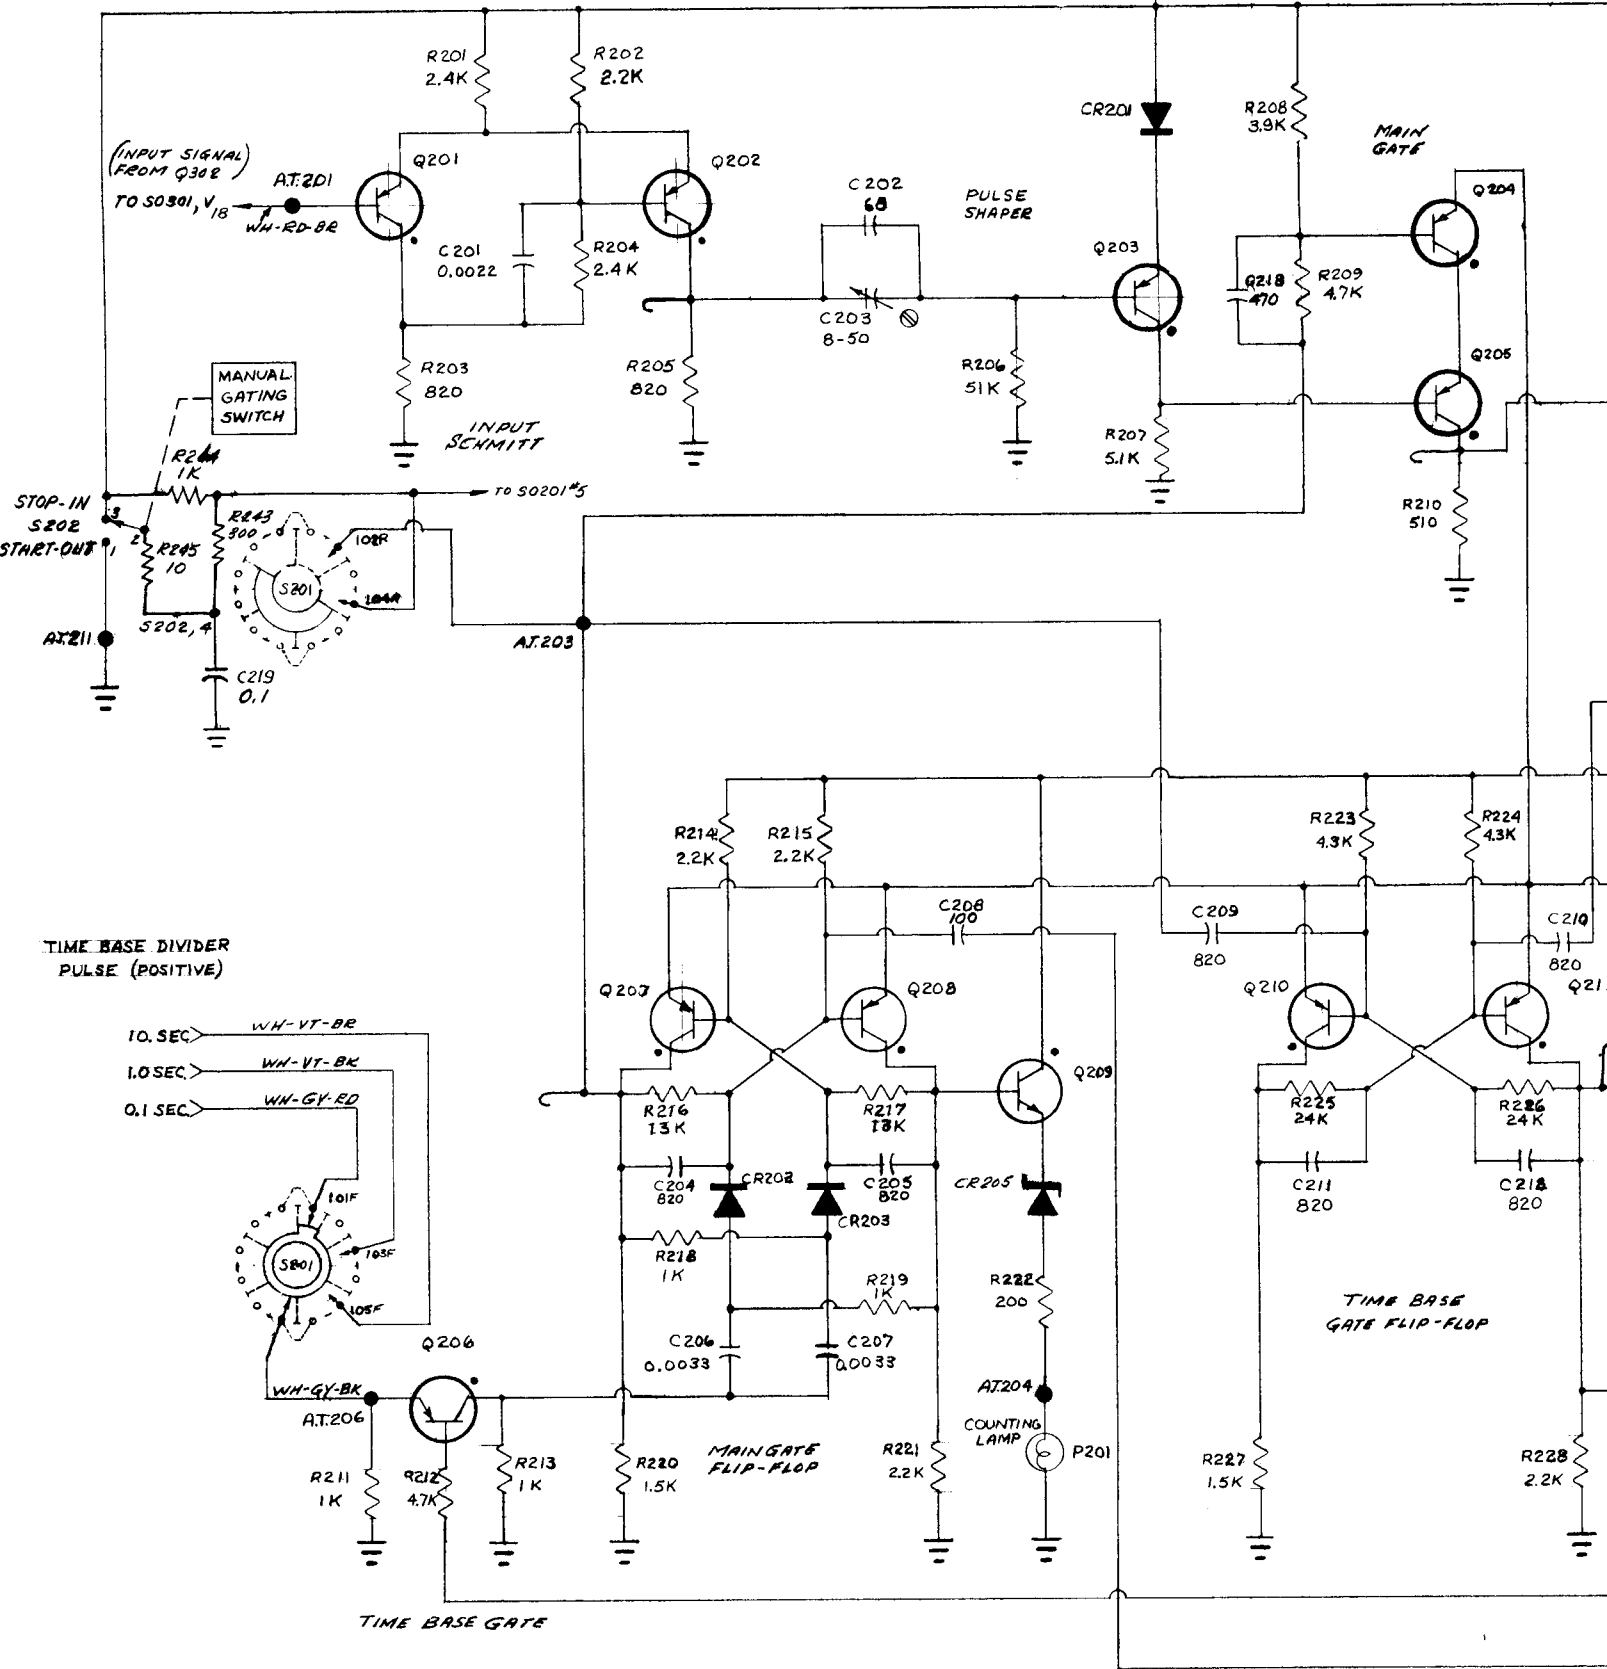 R201
2.4K
R202
2.2K
(INPUT SIGNAL)
FROM Q302
A.T.201
TO SO301, V18
WH-RD-BR
Q201
Q202
C201
0.0022
R204
2.4K
C202
68
C203
8-50
PULSE
SHAPER
CR201
R208
3.9K
MAIN
GATE
Q203
Q204
Q218
470
R209
4.7K
Q205
R203
820
R205
820
R206
51K
R207
5.1K
R210
510
INPUT
SCHMITT
MANUAL
GATING
SWITCH
1K
TO SO201 #5
STOP-IN
S202
START-OUT
3
2
1
R245
10
R243
300
S201
102R
104R
S202, 4
A.T.211
C219
0.1
A.T.203
R214
2.2K
R215
2.2K
R223
4.3K
R224
4.3K
C208
100
C209
820
C210
820
TIME BASE DIVIDER
PULSE (POSITIVE)
Q207
Q208
Q209
Q210
Q21
10. SEC.
WH-VT-BR
1.0 SEC.
WH-VT-BK
0.1 SEC.
WH-GY-RD
R216
13K
R217
13K
R225
24K
R226
24K
C204
820
CR202
C205
820
CR203
CR205
C211
820
820
101F
103F
105F
S201
R218
1K
R219
1K
R222
200
TIME BASE
GATE FLIP-FLOP
Q206
C206
0.0033
C207
0.0033
WH-GY-BK
A.T.206
A.T.204
COUNTING
LAMP
P201
R211
1K
R212
4.7K
R213
1K
R220
1.5K
MAIN GATE
FLIP-FLOP
R221
2.2K
R227
1.5K
R228
2.2K
TIME BASE GATE